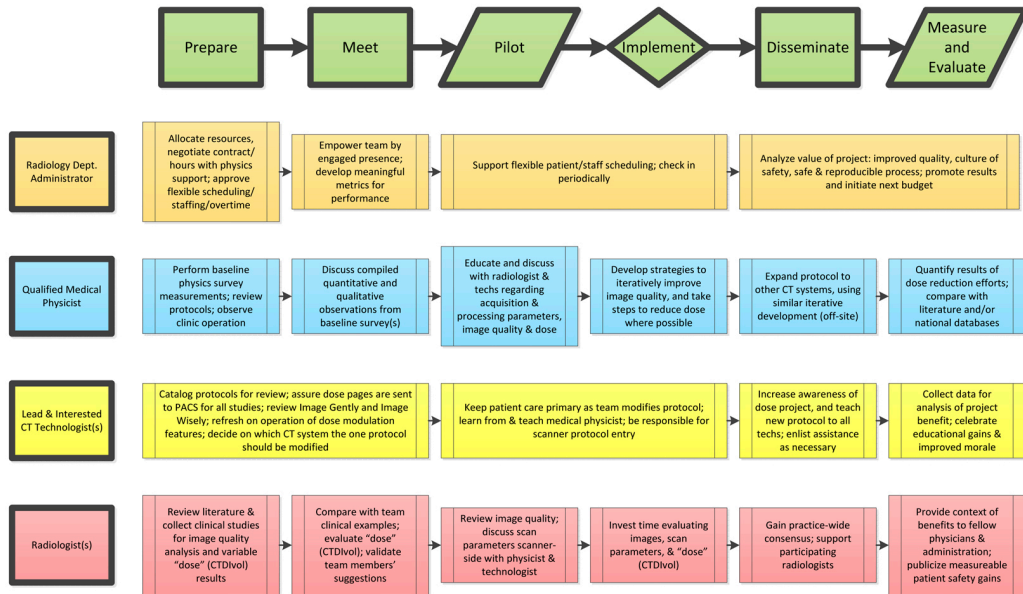 Prepare
Meet
Pilot
Implement
Disseminate
Measure
and
Evaluate
Radiology Dept.
Administrator
Allocate resources,
negotiate contract/
hours with physics
support; approve
flexible scheduling/
staffing/overtime
Empower team by
engaged presence;
develop meaningful
metrics for
performance
Support flexible patient/staff scheduling; check in
periodically
Analyze value of project: improved quality, culture of
safety, safe & reproducible process; promote results
and initiate next budget
Qualified Medical
Physicist
Perform baseline
physics survey
measurements; review
protocols; observe
clinic operation
Discuss compiled
quantitative and
qualitative
observations from
baseline survey(s)
Educate and discuss
with radiologist &
techs regarding
acquisition &
processing parameters,
image quality & dose
Develop strategies to
iteratively improve
image quality, and take
steps to reduce dose
where possible
Expand protocol to
other CT systems, using
similar iterative
development (off-site)
Quantify results of
dose reduction efforts;
compare with
literature and/or
national databases
Lead & Interested
CT Technologist(s)
Catalog protocols for review; assure dose pages are sent
to PACS for all studies; review Image Gently and Image
Wisely; refresh on operation of dose modulation
features; decide on which CT system the one protocol
should be modified
Keep patient care primary as team modifies protocol;
learn from & teach medical physicist; be responsible for
scanner protocol entry
Increase awareness of
dose project, and teach
new protocol to all
techs; enlist assistance
as necessary
Collect data for
analysis of project
benefit; celebrate
educational gains &
improved morale
Radiologist(s)
Review literature &
collect clinical studies
for image quality
analysis and variable
“dose” (CTDIvol)
results
Compare with team
clinical examples;
evaluate “dose”
(CTDIvol); validate
team members’
suggestions
Review image quality;
discuss scan
parameters scanner-
side with physicist &
technologist
Invest time evaluating
images, scan
parameters, & “dose”
(CTDIvol)
Gain practice-wide
consensus; support
participating
radiologists
Provide context of
benefits to fellow
physicians &
administration;
publicize measureable
patient safety gains